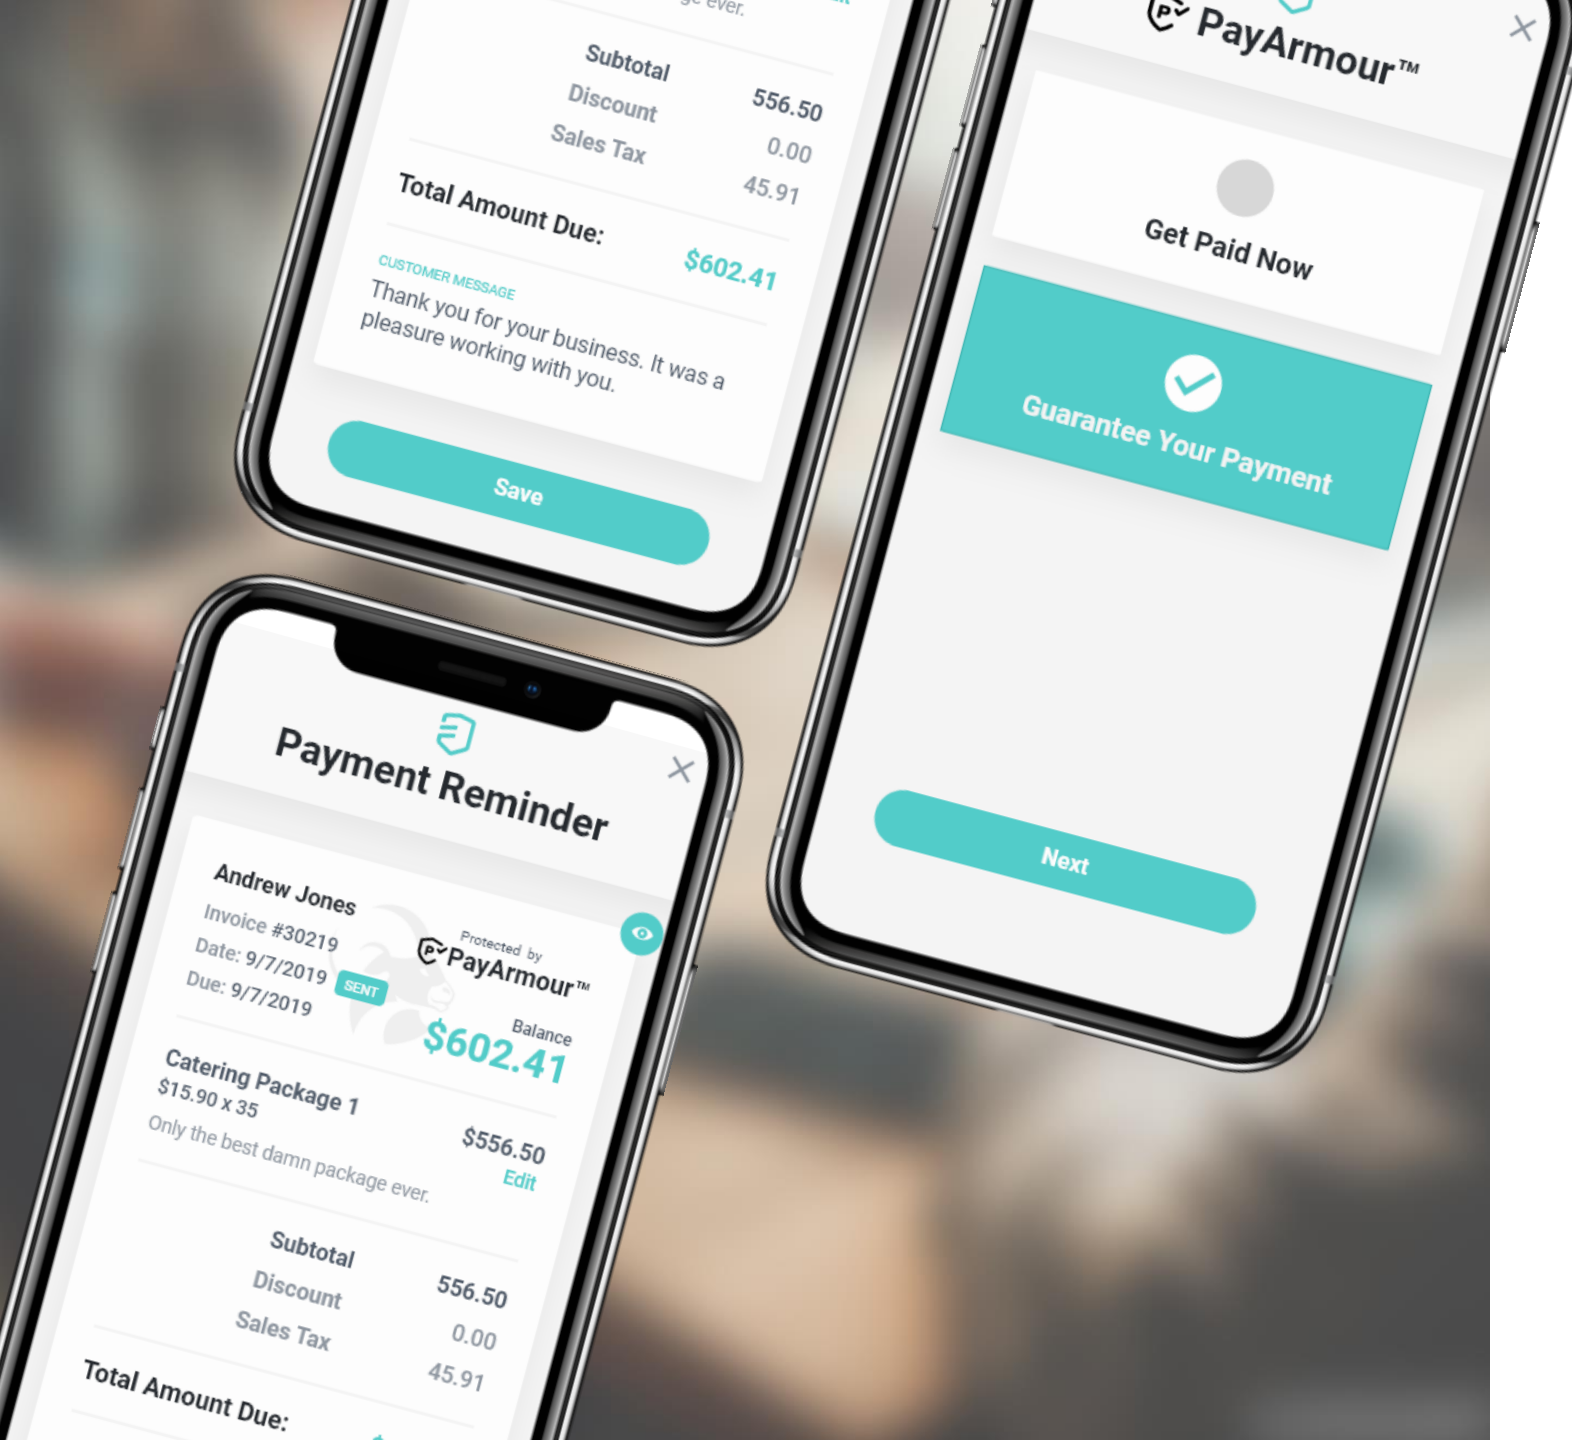 ge ever.
Subtotal 556.50
Discount 0.00
Sales Tax 45.91
Total Amount Due: $602.41
CUSTOMER MESSAGE
Thank you for your business. It was a
pleasure working with you.
Save
PayArmour™
Get Paid Now
Guarantee Your Payment
Next
Payment Reminder
Andrew Jones
Invoice #30219
Date: 9/7/2019
Due: 9/7/2019
SENT
Protected by
PayArmour™
Balance
$602.41
Catering Package 1
$15.90 x 35
$556.50
Edit
Only the best damn package ever.
Subtotal 556.50
Discount 0.00
Sales Tax 45.91
Total Amount Due: